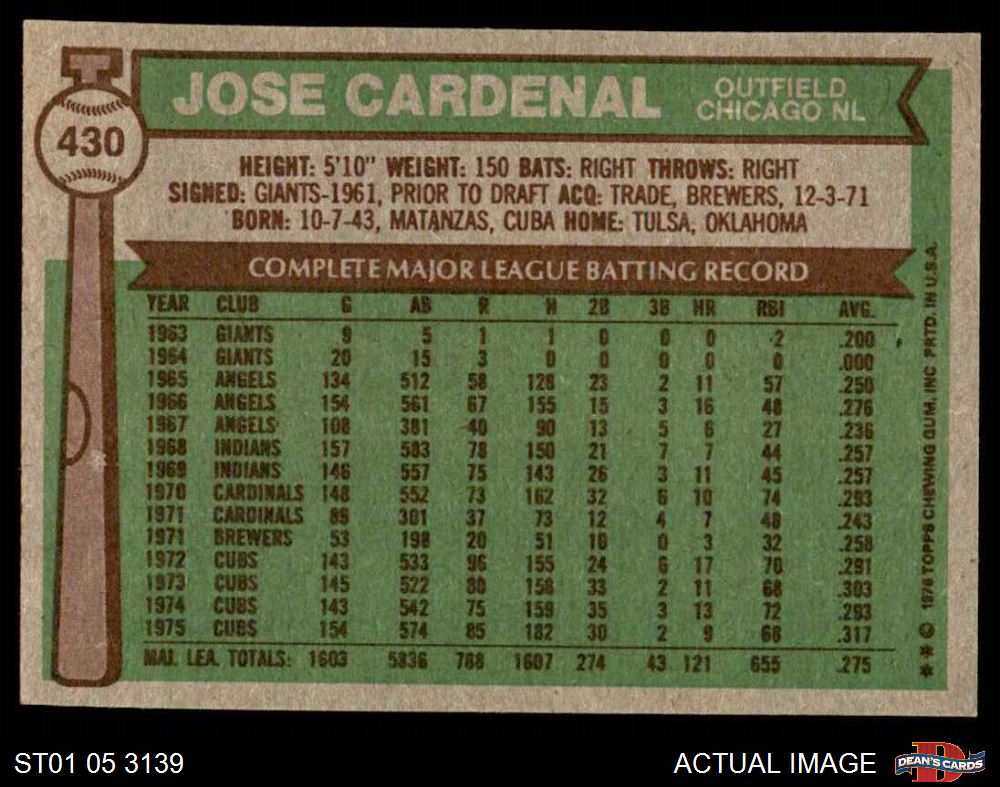 T
430
JOSE CARDENAL
OUTFIELD
CHICAGO NL
HEIGHT: 5'10" WEIGHT: 150 BATS: RIGHT THROWS: RIGHT
SIGNED: GIANTS-1961, PRIOR TO DRAFT ACQ: TRADE, BREWERS, 12-3-71
BORN: 10-7-43, MATANZAS, CUBA HOME: TULSA, OKLAHOMA
COMPLETE MAJOR LEAGUE BATTING RECORD
YEAR CLUB G AB R H 2B 3B HR RBI AVG.
1963 GIANTS 9 5 1 1 0 0 0 2 .200
1964 GIANTS 20 15 3 0 0 0 0 0 .000
1965 ANGELS 134 512 58 128 23 2 11 57 .250
1966 ANGELS 154 561 67 155 15 3 16 48 .276
1967 ANGELS 108 381 40 90 13 5 6 27 .236
1968 INDIANS 157 583 78 150 21 7 7 44 .257
1969 INDIANS 146 557 75 143 26 3 11 45 .257
1970 CARDINALS 148 552 73 162 32 6 10 74 .293
1971 CARDINALS 89 301 37 73 12 4 7 48 .243
1971 BREWERS 53 198 20 51 10 0 3 32 .258
1972 CUBS 143 533 96 155 24 6 17 70 .291
1973 CUBS 145 522 80 158 33 2 11 68 .303
1974 CUBS 143 542 75 159 35 3 13 72 .293
1975 CUBS 154 574 85 182 30 2 9 68 .317
MAJ. LEA. TOTALS: 1603 5836 788 1607 274 43 121 655 .275
** © 1976 TOPPS CHEWING GUM, INC PRTD. IN U.S.A.
ST01 05 3139
ACTUAL IMAGE
D
DEAN'S CARDS